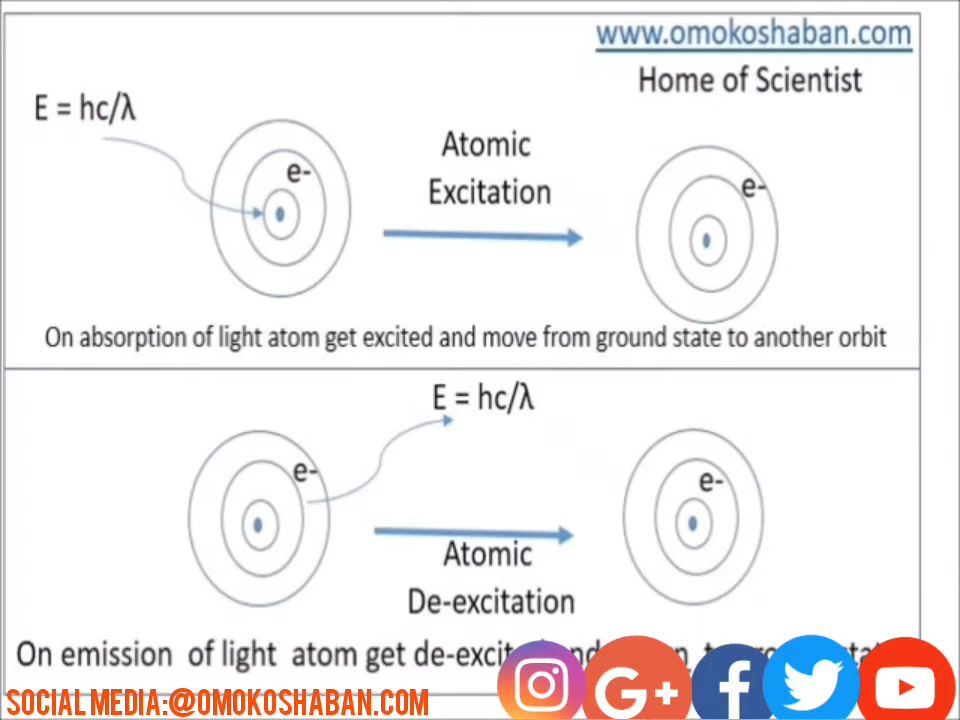 www.omokoshaban.com
Home of Scientist
E = hc/λ
e-
Atomic
Excitation
e-
On absorption of light atom get excited and move from ground state to another orbit
E = hc/λ
e-
e-
Atomic
De-excitation
On emission of light atom get
SOCIAL MEDIA:@OMOKOSHABAN.COM
G+
f